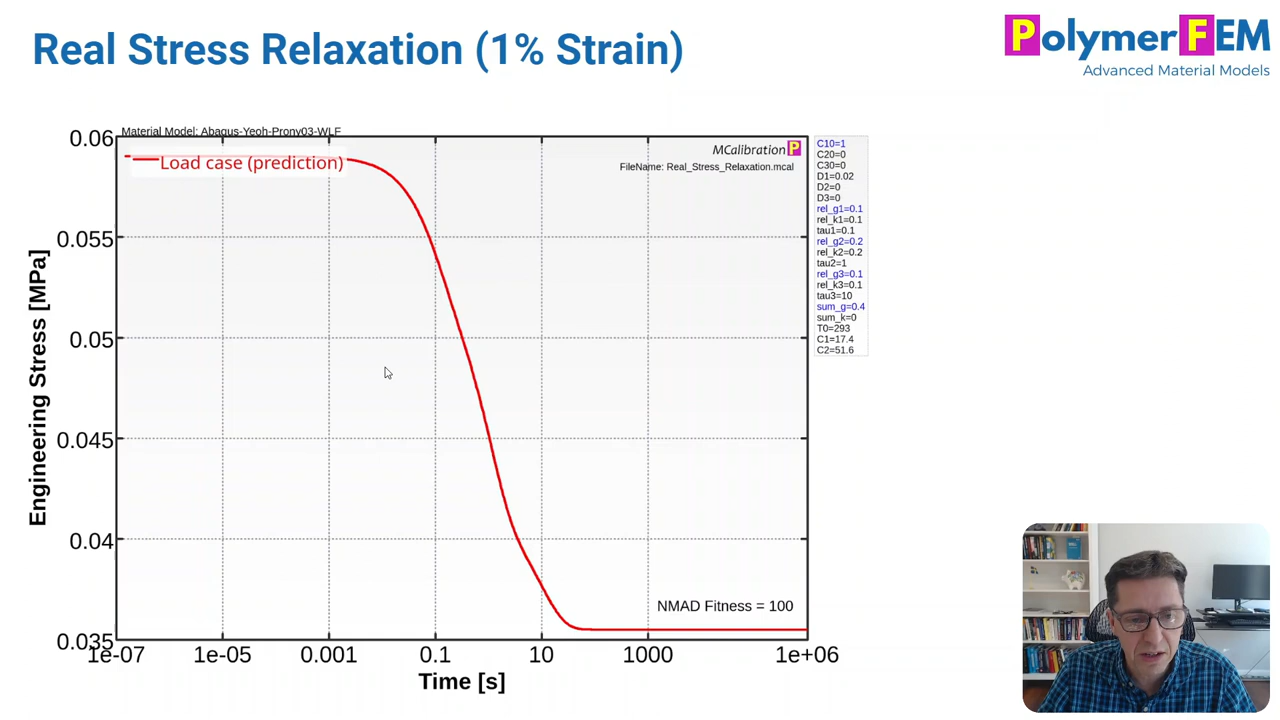 Real Stress Relaxation (1% Strain)
PolymerFEM
Advanced Material Models
Material Model: Abaqus-Yeoh-Prony03-WLF
Load case (prediction)
MCalibration P
FileName: Real_Stress_Relaxation.mcal
C10=1
C20=0
C30=0
D1=0.02
D2=0
D3=0
rel_g1=0.1
rel_k1=0.1
tau1=0.1
rel_g2=0.2
rel_k2=0.2
tau2=1
rel_g3=0.1
rel_k3=0.1
tau3=10
sum_g=0.4
sum_k=0
T0=293
C1=17.4
C2=51.6
Engineering Stress [MPa]
0.06
0.055
0.05
0.045
0.04
0.035
NMAD Fitness = 100
1e-07 1e-05 0.001 0.1 10 1000 1e+06
Time [s]